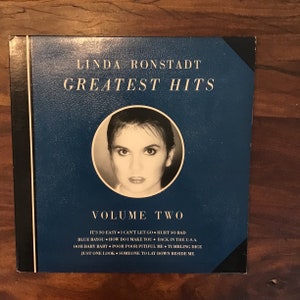 LINDA RONSTADT
GREATEST HITS
VOLUME TWO
IT'S SO EASY • I CAN'T LET GO • HURT SO BAD
BLUE BAYOU • HOW DO I MAKE YOU • BACK IN THE U.S.A.
OOH BABY BABY • POOR POOR PITIFUL ME • TUMBLING DICE
JUST ONE LOOK • SOMEONE TO LAY DOWN BESIDE ME